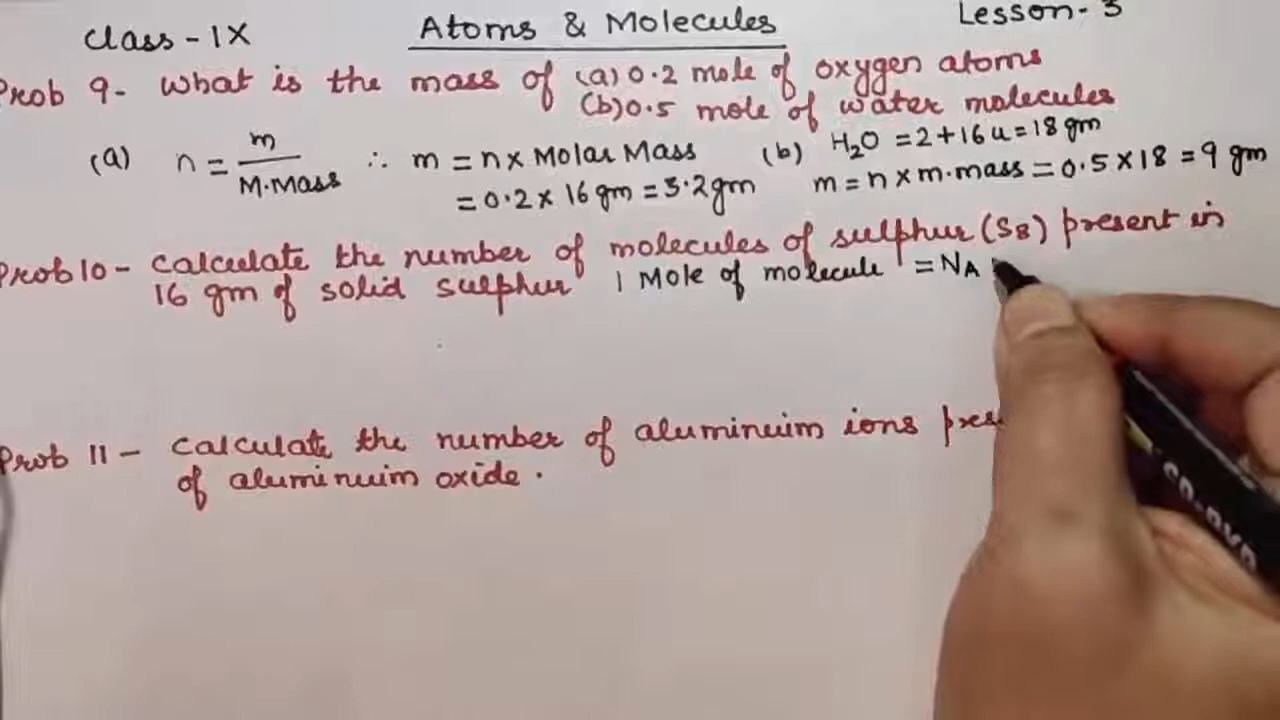 Class - IX Atoms & Molecules Lesson - 3
Prob 9- What is the mass of (a) 0.2 mole of oxygen atoms
(b) 0.5 mole of water molecules
(a) n = m / M.Mass ∴ m = n x Molar Mass
= 0.2 x 16 gm = 3.2 gm
(b) H2O = 2 + 16 u = 18 gm
m = n x m.mass = 0.5 x 18 = 9 gm
Prob 10 - calculate the number of molecules of sulphur (S8) present in
16 gm of solid sulphur 1 Mole of molecule = NA
Prob 11 - calculate the number of aluminium ions
of aluminium oxide.